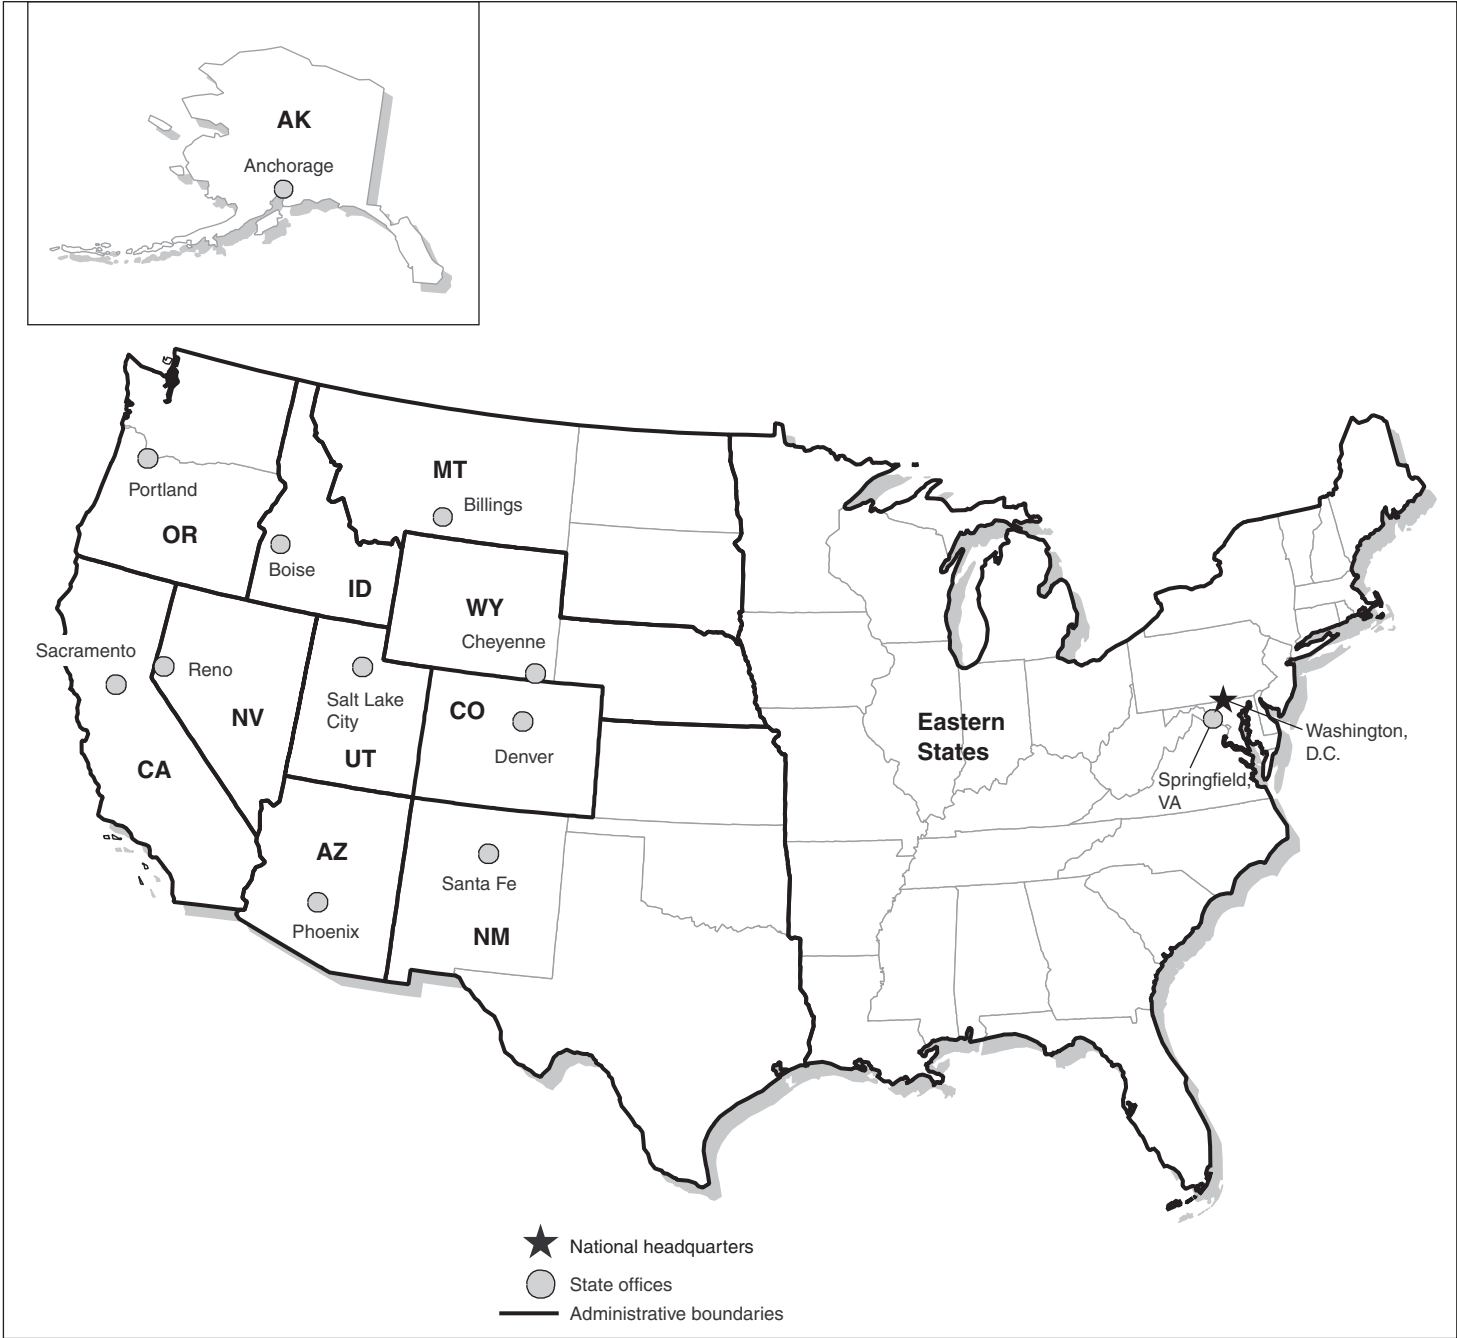 AK
Anchorage
MT
Billings
Portland
OR
Boise
ID
WY
Cheyenne
Sacramento
Reno
NV
Salt Lake
City
UT
CO
Denver
CA
Eastern
States
Washington,
D.C.
Springfield,
VA
AZ
Phoenix
Santa Fe
NM
National headquarters
State offices
Administrative boundaries